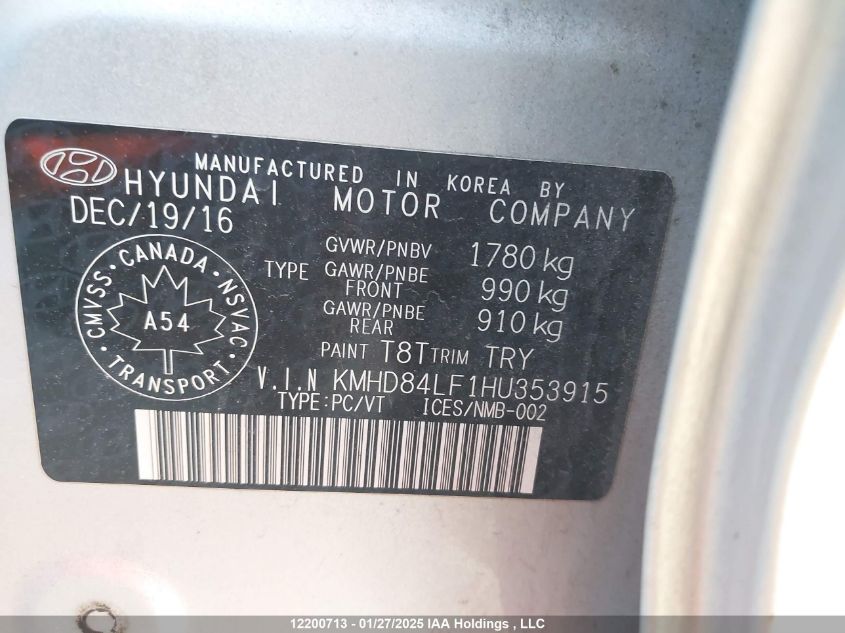 MANUFACTURED IN KOREA BY
HYUNDAI MOTOR COMPANY
DEC/19/16
GVWR/PNBV 1780 kg
TYPE GAWR/PNBE FRONT 990 kg
GAWR/PNBE REAR 910 kg
PAINT T8T TRIM TRY
CANADA
CMVSS · NSVAC
A54
TRANSPORT
V.I.N KMHD84LF1HU353915
TYPE:PC/VT ICES/NMB-002
12200713 - 01/27/2025 IAA Holdings , LLC